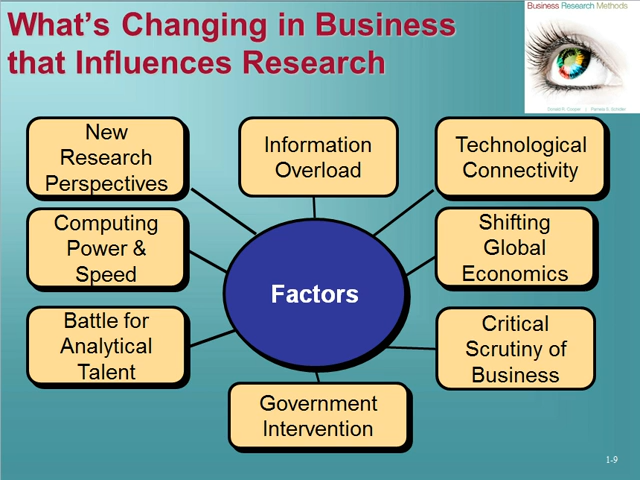 What's Changing in Business
that Influences Research
Business Research Methods
Donald R. Cooper | Pamela S. Schindler
New
Research
Perspectives
Information
Overload
Technological
Connectivity
Computing
Power &
Speed
Shifting
Global
Economics
Factors
Battle for
Analytical
Talent
Critical
Scrutiny of
Business
Government
Intervention
1-9